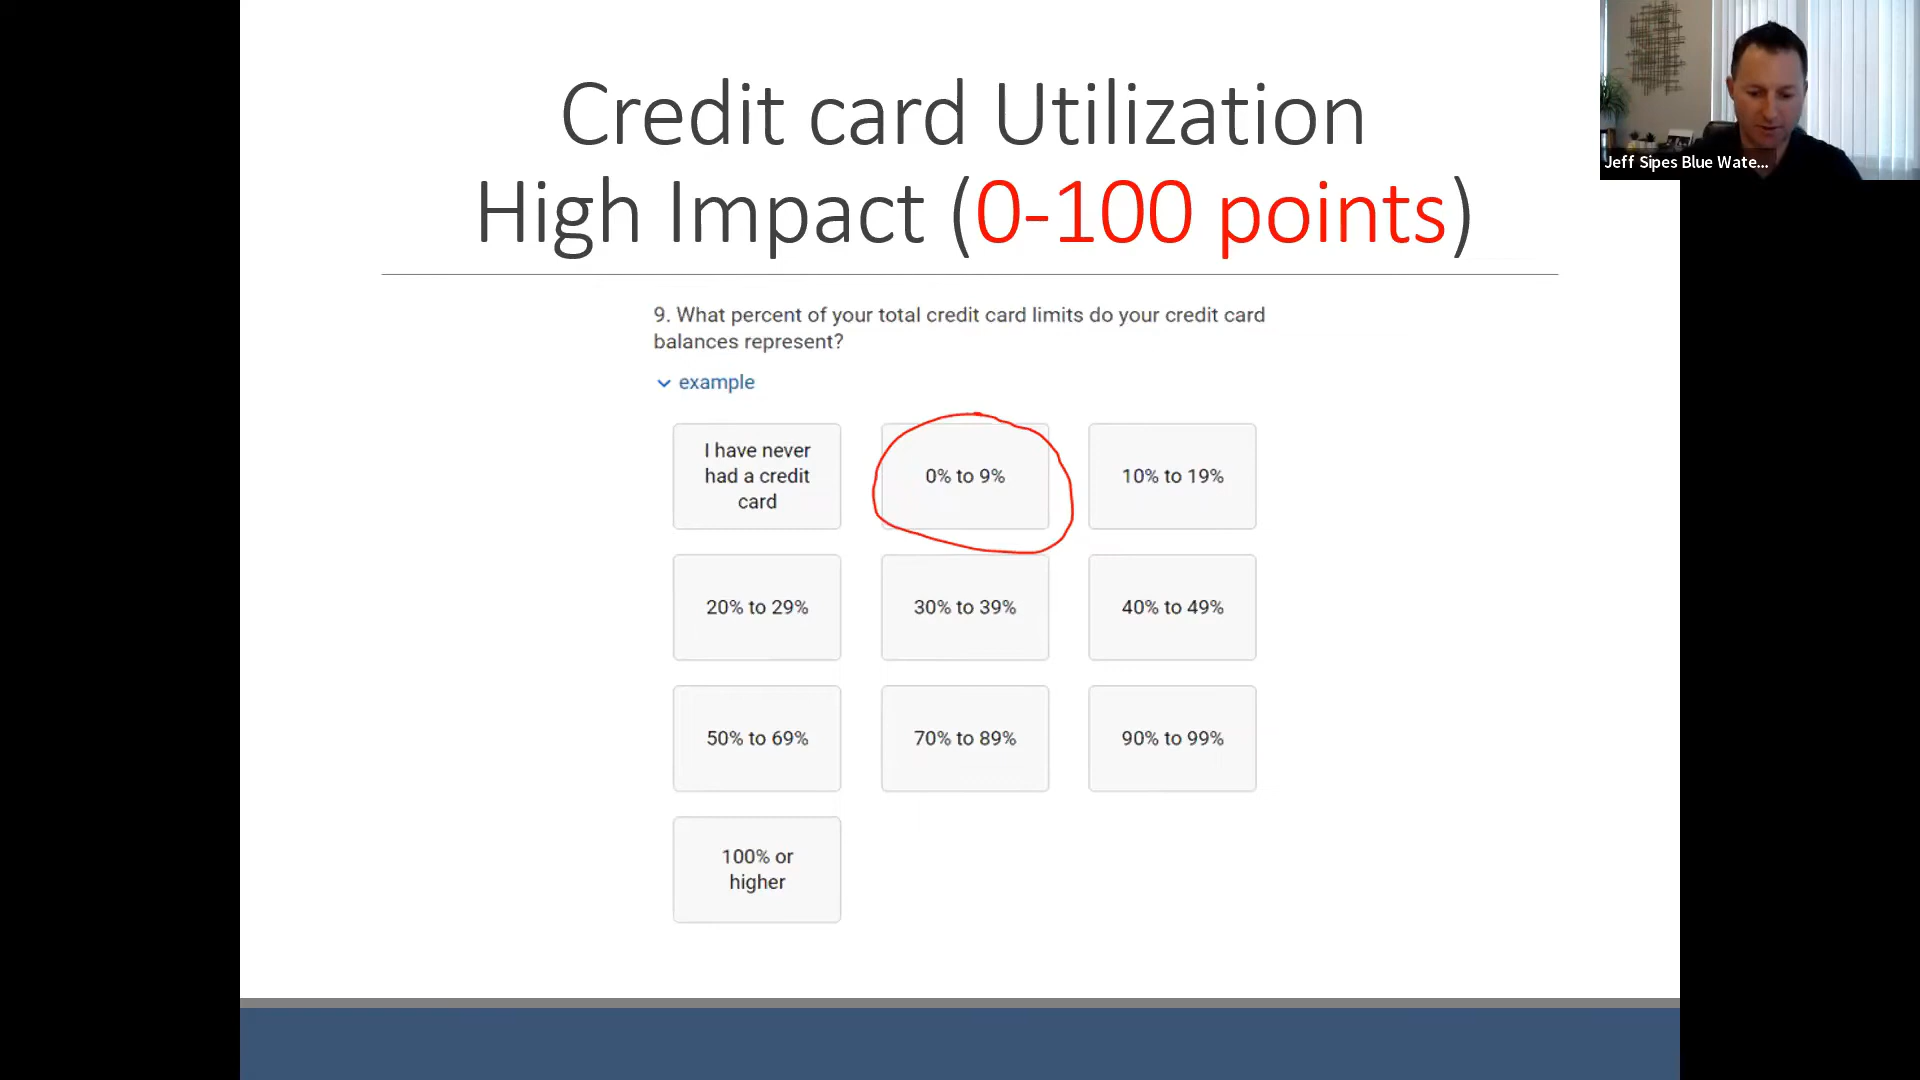 Credit card Utilization
High Impact (0-100 points)
Jeff Sipes Blue Wate...
9. What percent of your total credit card limits do your credit card
balances represent?
example
I have never
had a credit
card
0% to 9%
10% to 19%
20% to 29%
30% to 39%
40% to 49%
50% to 69%
70% to 89%
90% to 99%
100% or
higher